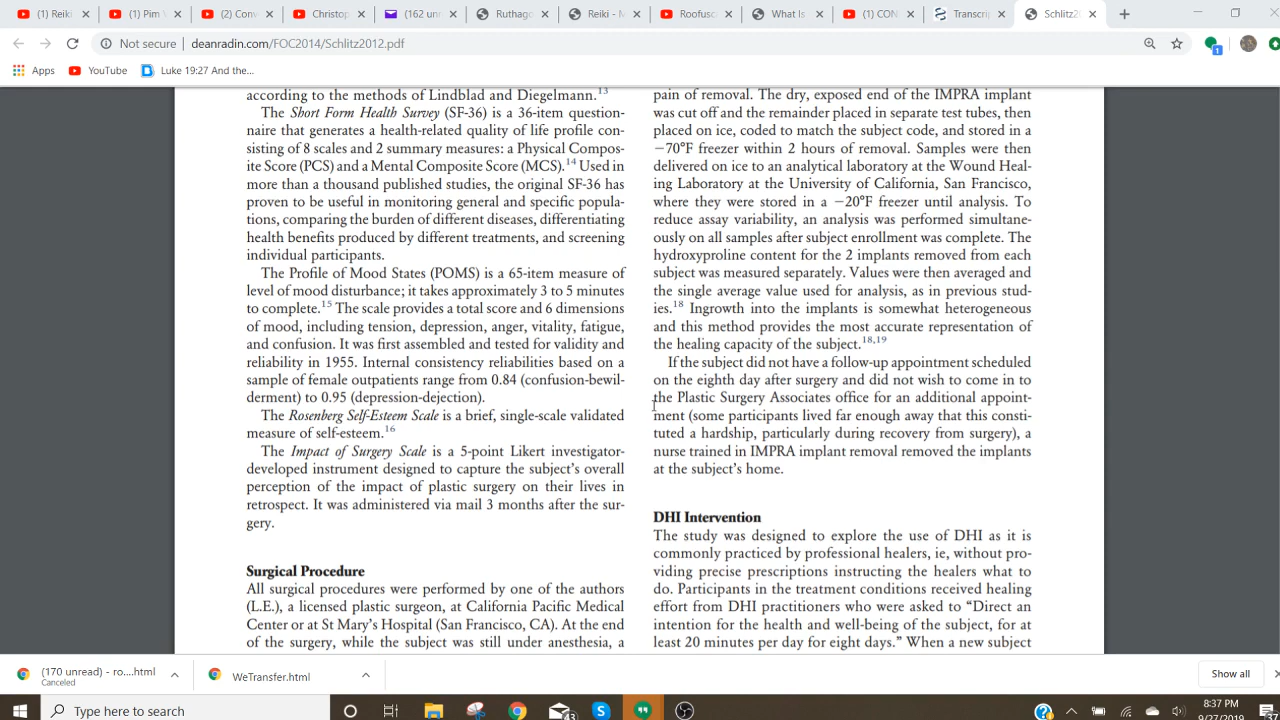 (1) Reiki
(1) Pim V
(2) Conv
Christop
(162 unr
Ruthago
Reiki - M
Roofusc
What Is
(1) CON
Transcrip
Schlitz2
Not secure
deanradin.com/FOC2014/Schlitz2012.pdf
Apps
YouTube
Luke 19:27 And the...
according to the methods of Lindblad and Diegelmann.13
The Short Form Health Survey (SF-36) is a 36-item question-
naire that generates a health-related quality of life profile con-
sisting of 8 scales and 2 summary measures: a Physical Compos-
ite Score (PCS) and a Mental Composite Score (MCS).14 Used in
more than a thousand published studies, the original SF-36 has
proven to be useful in monitoring general and specific popula-
tions, comparing the burden of different diseases, differentiating
health benefits produced by different treatments, and screening
individual participants.
The Profile of Mood States (POMS) is a 65-item measure of
level of mood disturbance; it takes approximately 3 to 5 minutes
to complete.15 The scale provides a total score and 6 dimensions
of mood, including tension, depression, anger, vitality, fatigue,
and confusion. It was first assembled and tested for validity and
reliability in 1955. Internal consistency reliabilities based on a
sample of female outpatients range from 0.84 (confusion-bewil-
derment) to 0.95 (depression-dejection).
The Rosenberg Self-Esteem Scale is a brief, single-scale validated
measure of self-esteem.16
The Impact of Surgery Scale is a 5-point Likert investigator-
developed instrument designed to capture the subject's overall
perception of the impact of plastic surgery on their lives in
retrospect. It was administered via mail 3 months after the sur-
gery.
Surgical Procedure
All surgical procedures were performed by one of the authors
(L.E.), a licensed plastic surgeon, at California Pacific Medical
Center or at St Mary's Hospital (San Francisco, CA). At the end
of the surgery, while the subject was still under anesthesia, a
pain of removal. The dry, exposed end of the IMPRA implant
was cut off and the remainder placed in separate test tubes, then
placed on ice, coded to match the subject code, and stored in a
−70°F freezer within 2 hours of removal. Samples were then
delivered on ice to an analytical laboratory at the Wound Heal-
ing Laboratory at the University of California, San Francisco,
where they were stored in a −20°F freezer until analysis. To
reduce assay variability, an analysis was performed simultane-
ously on all samples after subject enrollment was complete. The
hydroxyproline content for the 2 implants removed from each
subject was measured separately. Values were then averaged and
the single average value used for analysis, as in previous stud-
ies.18 Ingrowth into the implants is somewhat heterogeneous
and this method provides the most accurate representation of
the healing capacity of the subject.18,19
If the subject did not have a follow-up appointment scheduled
on the eighth day after surgery and did not wish to come in to
the Plastic Surgery Associates office for an additional appoint-
ment (some participants lived far enough away that this consti-
tuted a hardship, particularly during recovery from surgery), a
nurse trained in IMPRA implant removal removed the implants
at the subject's home.
DHI Intervention
The study was designed to explore the use of DHI as it is
commonly practiced by professional healers, ie, without pro-
viding precise prescriptions instructing the healers what to
do. Participants in the treatment conditions received healing
effort from DHI practitioners who were asked to "Direct an
intention for the health and well-being of the subject, for at
least 20 minutes per day for eight days." When a new subject
(170 unread) - ro....html
Canceled
WeTransfer.html
Show all
Type here to search
43
8:37 PM
9/27/2019